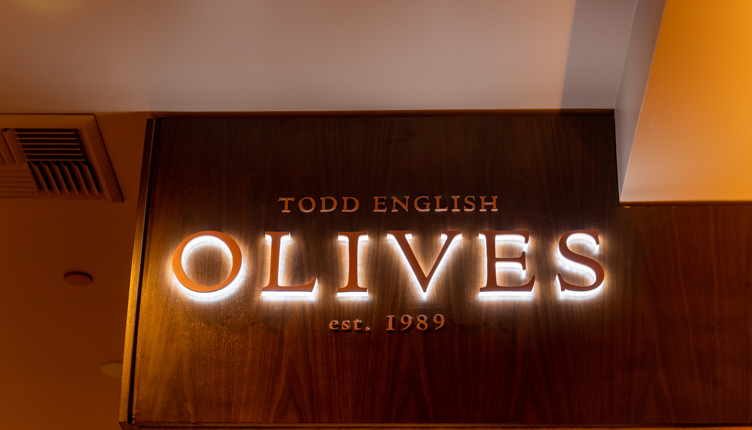 TODD ENGLISH
OLIVES
est. 1989